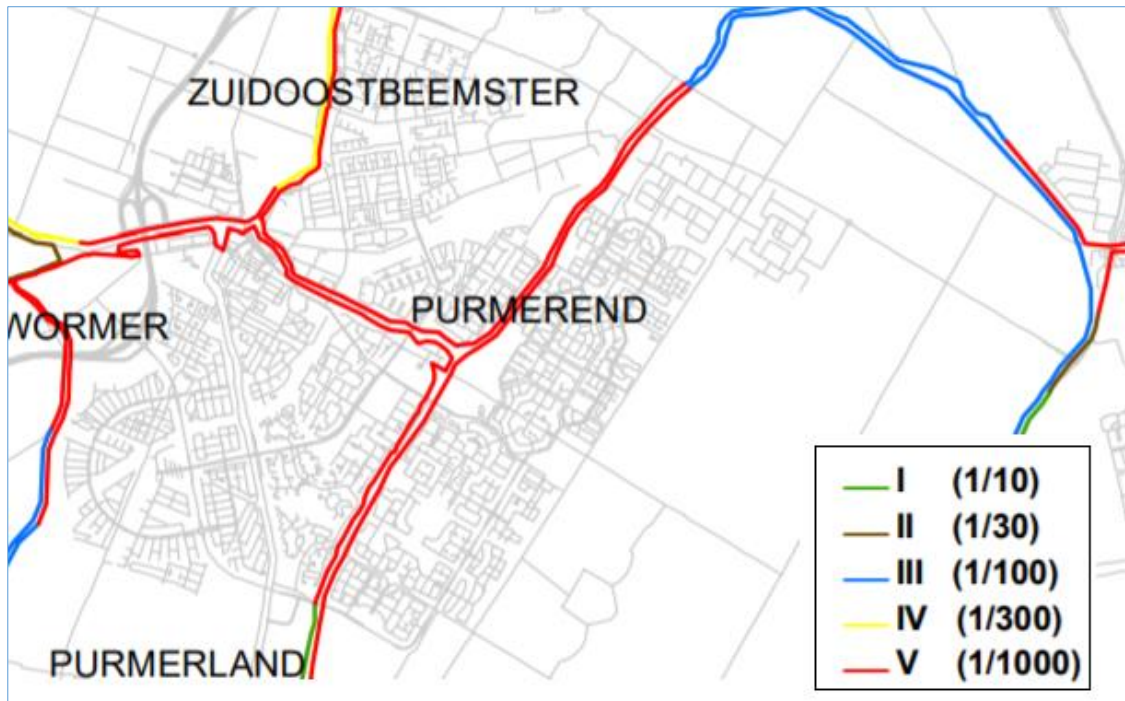 ZUIDOOSTBEEMSTER
PURMEREND
WORMER
PURMERLAND
I (1/10)
II (1/30)
III (1/100)
IV (1/300)
V (1/1000)